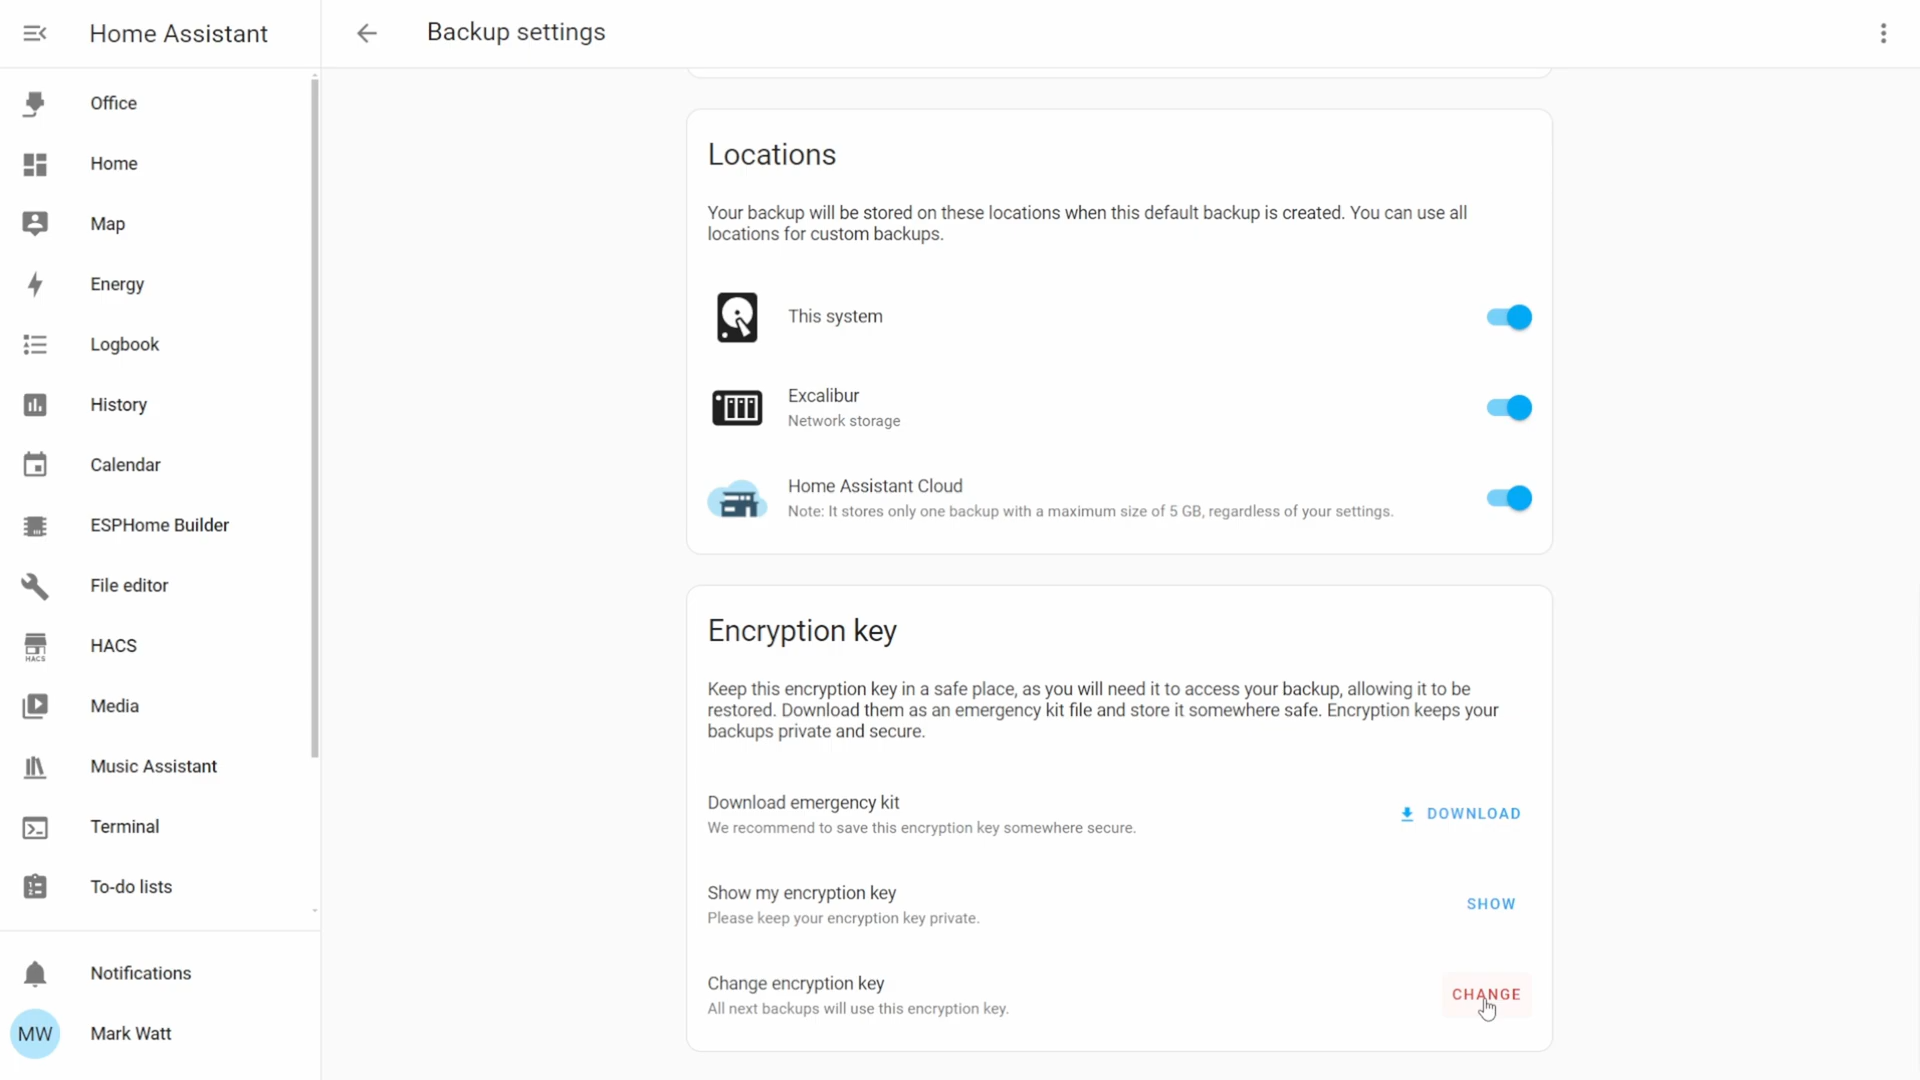 Home Assistant
Backup settings
Office
Home
Map
Energy
Logbook
History
Calendar
ESPHome Builder
File editor
HACS
HACS
Media
Music Assistant
Terminal
To-do lists
Notifications
MW
Mark Watt
Locations
Your backup will be stored on these locations when this default backup is created. You can use all
locations for custom backups.
This system
Excalibur
Network storage
Home Assistant Cloud
Note: It stores only one backup with a maximum size of 5 GB, regardless of your settings.
Encryption key
Keep this encryption key in a safe place, as you will need it to access your backup, allowing it to be
restored. Download them as an emergency kit file and store it somewhere safe. Encryption keeps your
backups private and secure.
Download emergency kit
We recommend to save this encryption key somewhere secure.
DOWNLOAD
Show my encryption key
Please keep your encryption key private.
SHOW
Change encryption key
All next backups will use this encryption key.
CHANGE